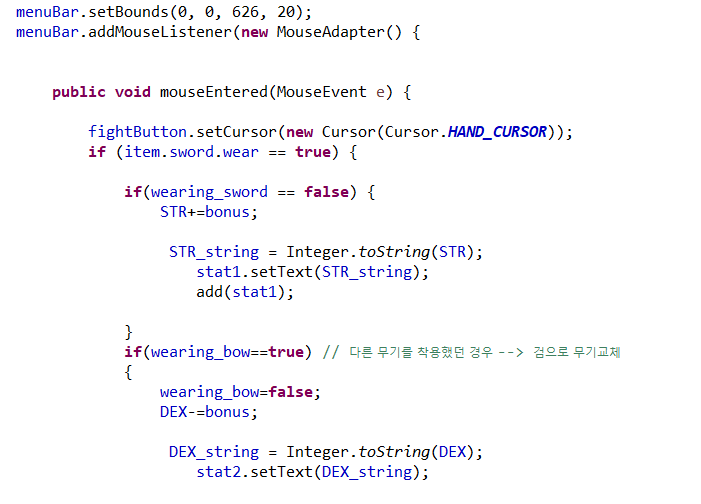 menuBar.setBounds(0, 0, 626, 20);
menuBar.addMouseListener(new MouseAdapter() {
public void mouseEntered(MouseEvent e) {
fightButton.setCursor(new Cursor(Cursor.HAND_CURSOR));
if (item.sword.wear == true) {
if(wearing_sword == false) {
STR+=bonus;
STR_string = Integer.toString(STR);
stat1.setText(STR_string);
add(stat1);
}
if(wearing_bow==true) // 다른 무기를 착용했던 경우 --> 검으로 무기교체
{
wearing_bow=false;
DEX-=bonus;
DEX_string = Integer.toString(DEX);
stat2.setText(DEX_string);